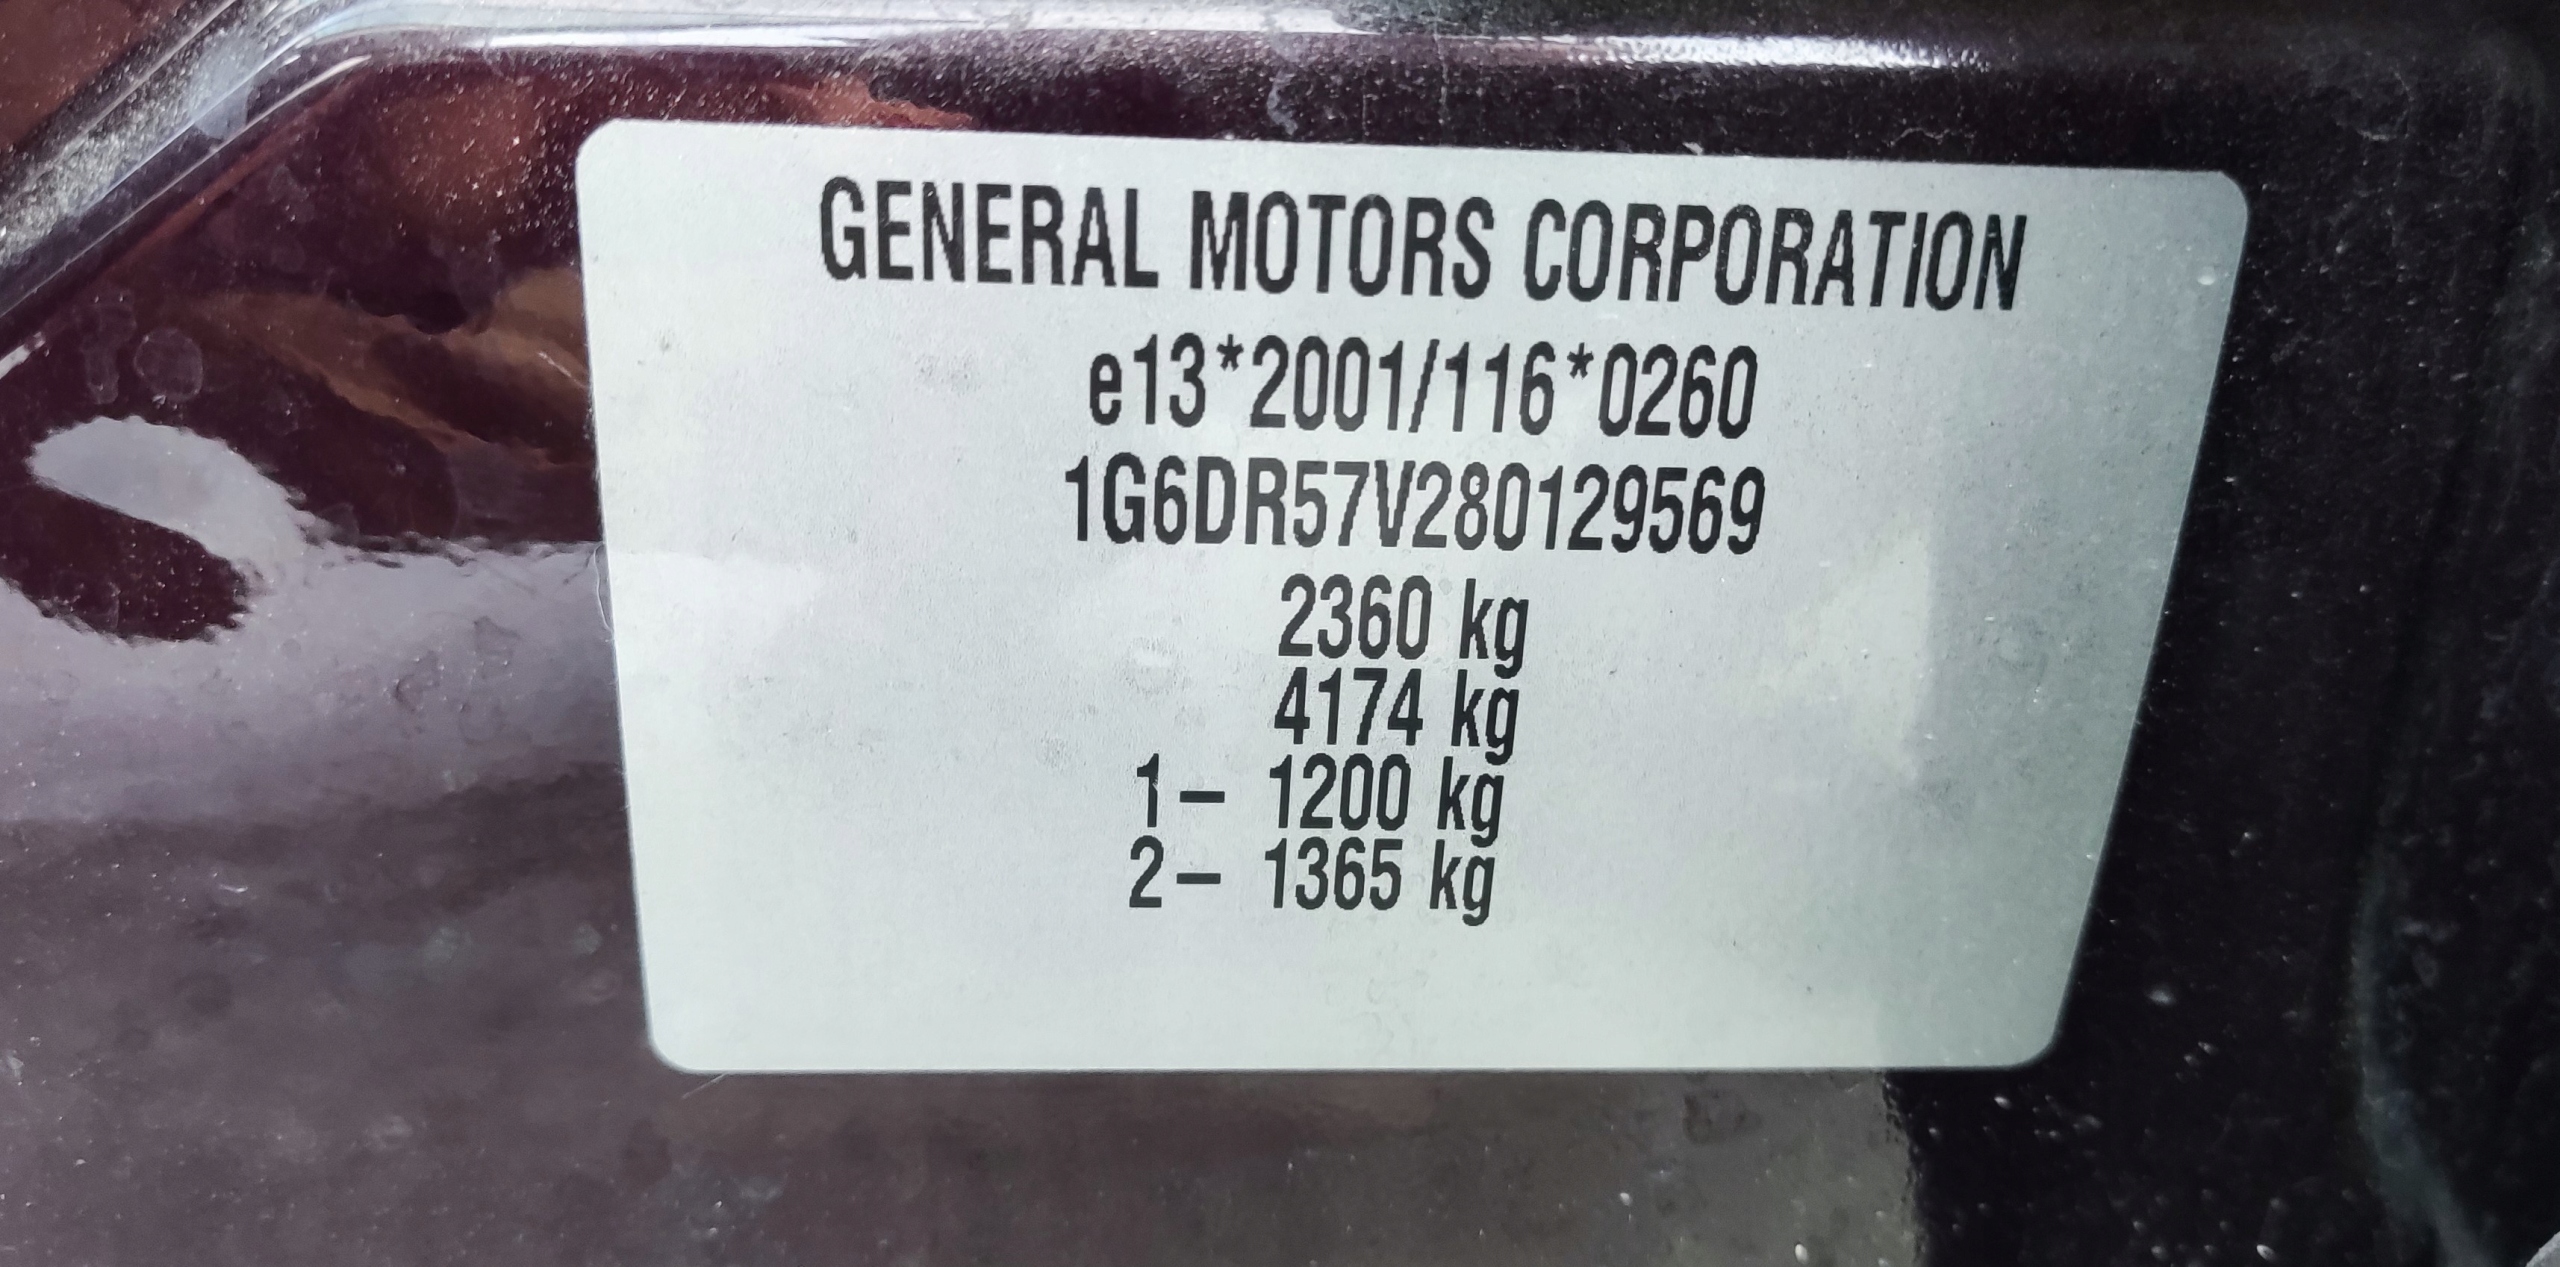 GENERAL MOTORS CORPORATION
e13*2001/116*0260
1G6DR57V280129569
2360 kg
4174 kg
1– 1200 kg
2– 1365 kg